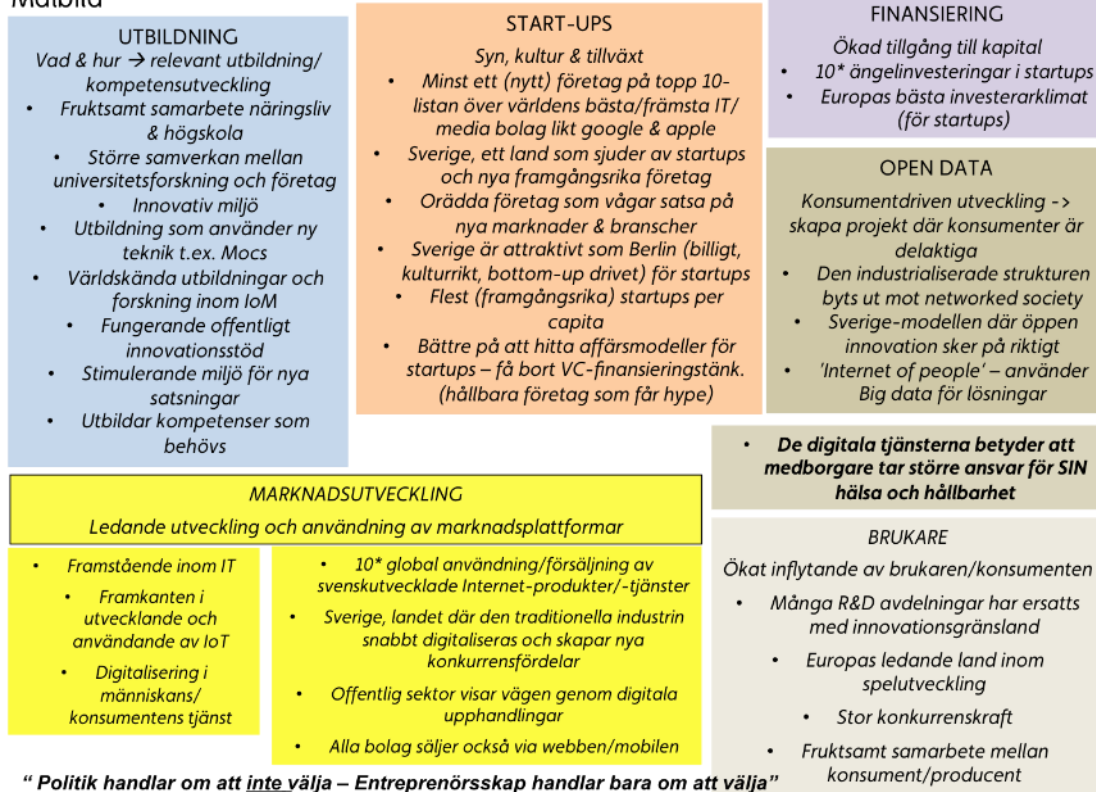 Målbild
UTBILDNING
Vad & hur → relevant utbildning/
kompetensutveckling
• Fruktsamt samarbete näringsliv
& högskola
• Större samverkan mellan
universitetsforskning och företag
• Innovativ miljö
• Utbildning som använder ny
teknik t.ex. Mocs
• Världskända utbildningar och
forskning inom IoM
• Fungerande offentligt
innovationsstöd
• Stimulerande miljö för nya
satsningar
• Utbildar kompetenser som
behövs
START-UPS
Syn, kultur & tillväxt
• Minst ett (nytt) företag på topp 10-
listan över världens bästa/främsta IT/
media bolag likt google & apple
• Sverige, ett land som sjuder av startups
och nya framgångsrika företag
• Orädda företag som vågar satsa på
nya marknader & branscher
• Sverige är attraktivt som Berlin (billigt,
kulturrikt, bottom-up drivet) för startups
• Flest (framgångsrika) startups per
capita
• Bättre på att hitta affärsmodeller för
startups – få bort VC-finansieringstänk.
(hållbara företag som får hype)
FINANSIERING
Ökad tillgång till kapital
• 10* ängelinvesteringar i startups
• Europas bästa investerarklimat
(för startups)
OPEN DATA
Konsumentdriven utveckling ->
skapa projekt där konsumenter är
delaktiga
• Den industrialiserade strukturen
byts ut mot networked society
• Sverige-modellen där öppen
innovation sker på riktigt
• 'Internet of people' – använder
Big data för lösningar
• De digitala tjänsterna betyder att
medborgare tar större ansvar för SIN
hälsa och hållbarhet
MARKNADSUTVECKLING
Ledande utveckling och användning av marknadsplattformar
• Framstående inom IT
• Framkanten i
utvecklande och
användande av IoT
• Digitalisering i
människans/
konsumentens tjänst
• 10* global användning/försäljning av
svenskutvecklade Internet-produkter/-tjänster
• Sverige, landet där den traditionella industrin
snabbt digitaliseras och skapar nya
konkurrensfördelar
• Offentlig sektor visar vägen genom digitala
upphandlingar
• Alla bolag säljer också via webben/mobilen
BRUKARE
Ökat inflytande av brukaren/konsumenten
• Många R&D avdelningar har ersatts
med innovationsgränsland
• Europas ledande land inom
spelutveckling
• Stor konkurrenskraft
• Fruktsamt samarbete mellan
konsument/producent
“ Politik handlar om att inte välja – Entreprenörsskap handlar bara om att välja”